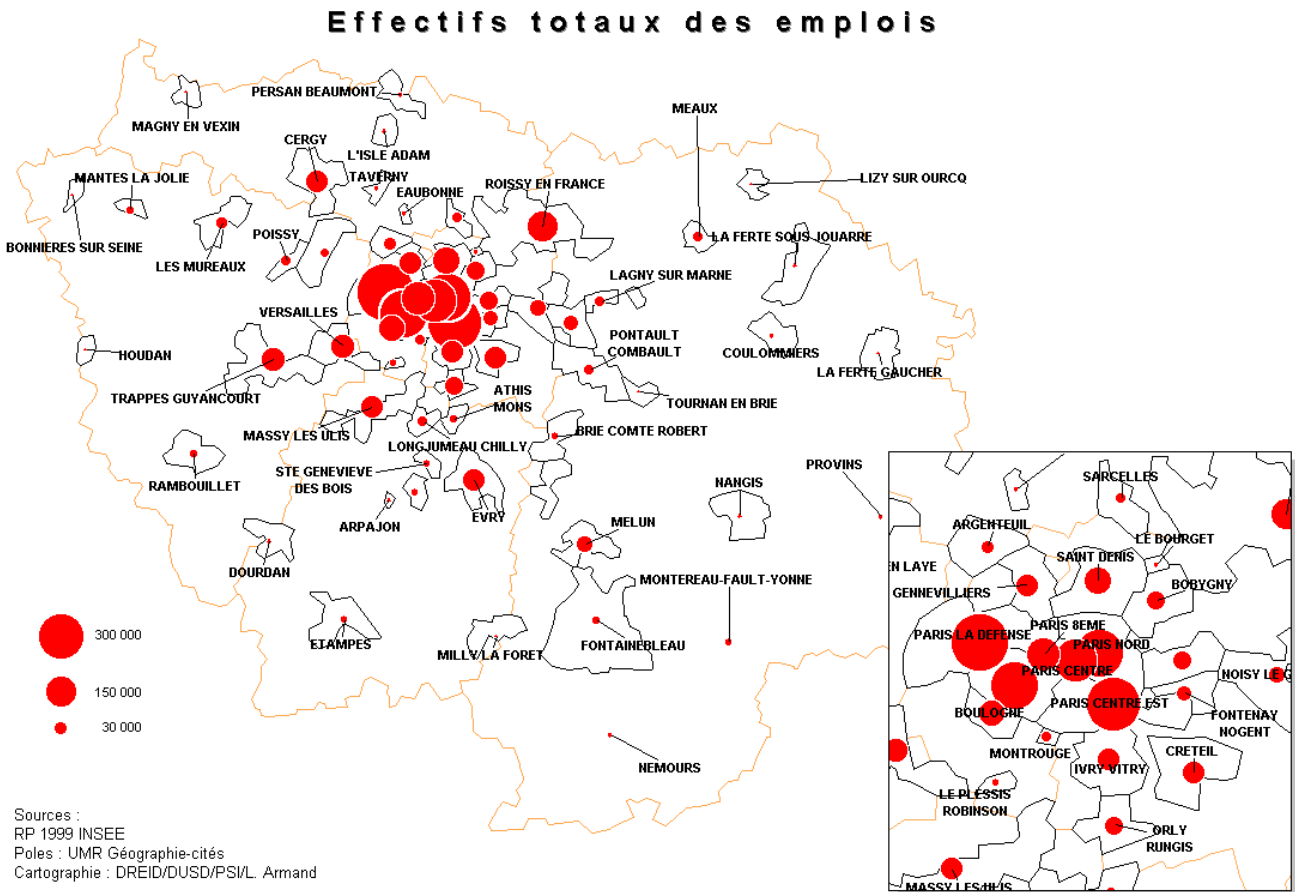 Effectifs totaux des emplois
PERSAN BEAUMONT
MEAUX
MAGNY EN VEXIN
CERGY
L'ISLE ADAM
TAVERNY
MANTES LA JOLIE
EAUBONNE
ROISSY EN FRANCE
LIZY SUR OURCQ
BONNIERES SUR SEINE
POISSY
LES MUREAUX
LA FERTE SOUS JOUARRE
LAGNY SUR MARNE
VERSAILLES
PONTAULT
COMBAULT
HOUDAN
COULOMMIERS
LA FERTE GAUCHER
TRAPPES GUYANCOURT
ATHIS
MONS
TOURNAN EN BRIE
MASSY LES ULIS
LONGJUMEAU CHILLY
BRIE COMTE ROBERT
STE GENEVIEVE
DES BOIS
RAMBOUILLET
PROVINS
NANGIS
ARPAJON
EVRY
MELUN
DOURDAN
MONTEREAU-FAULT-YONNE
ETAMPES
MILLY LA FORET
FONTAINEBLEAU
NEMOURS
300 000
150 000
30 000
SARCELLES
ARGENTEUIL
LE BOURGET
EN LAYE
SAINT DENIS
GENNEVILLIERS
BOBYGNY
PARIS 8EME
PARIS LA DEFENSE
PARIS NORD
PARIS CENTRE
NOISY LE G
BOULOGNE
PARIS CENTRE EST
FONTENAY
NOGENT
MONTROUGE
CRETEIL
IVRY VITRY
LE PLESSIS
ROBINSON
ORLY
RUNGIS
MASSY LES ULIS
Sources :
RP 1999 INSEE
Poles : UMR Géographie-cités
Cartographie : DREID/DUSD/PSI/L. Armand